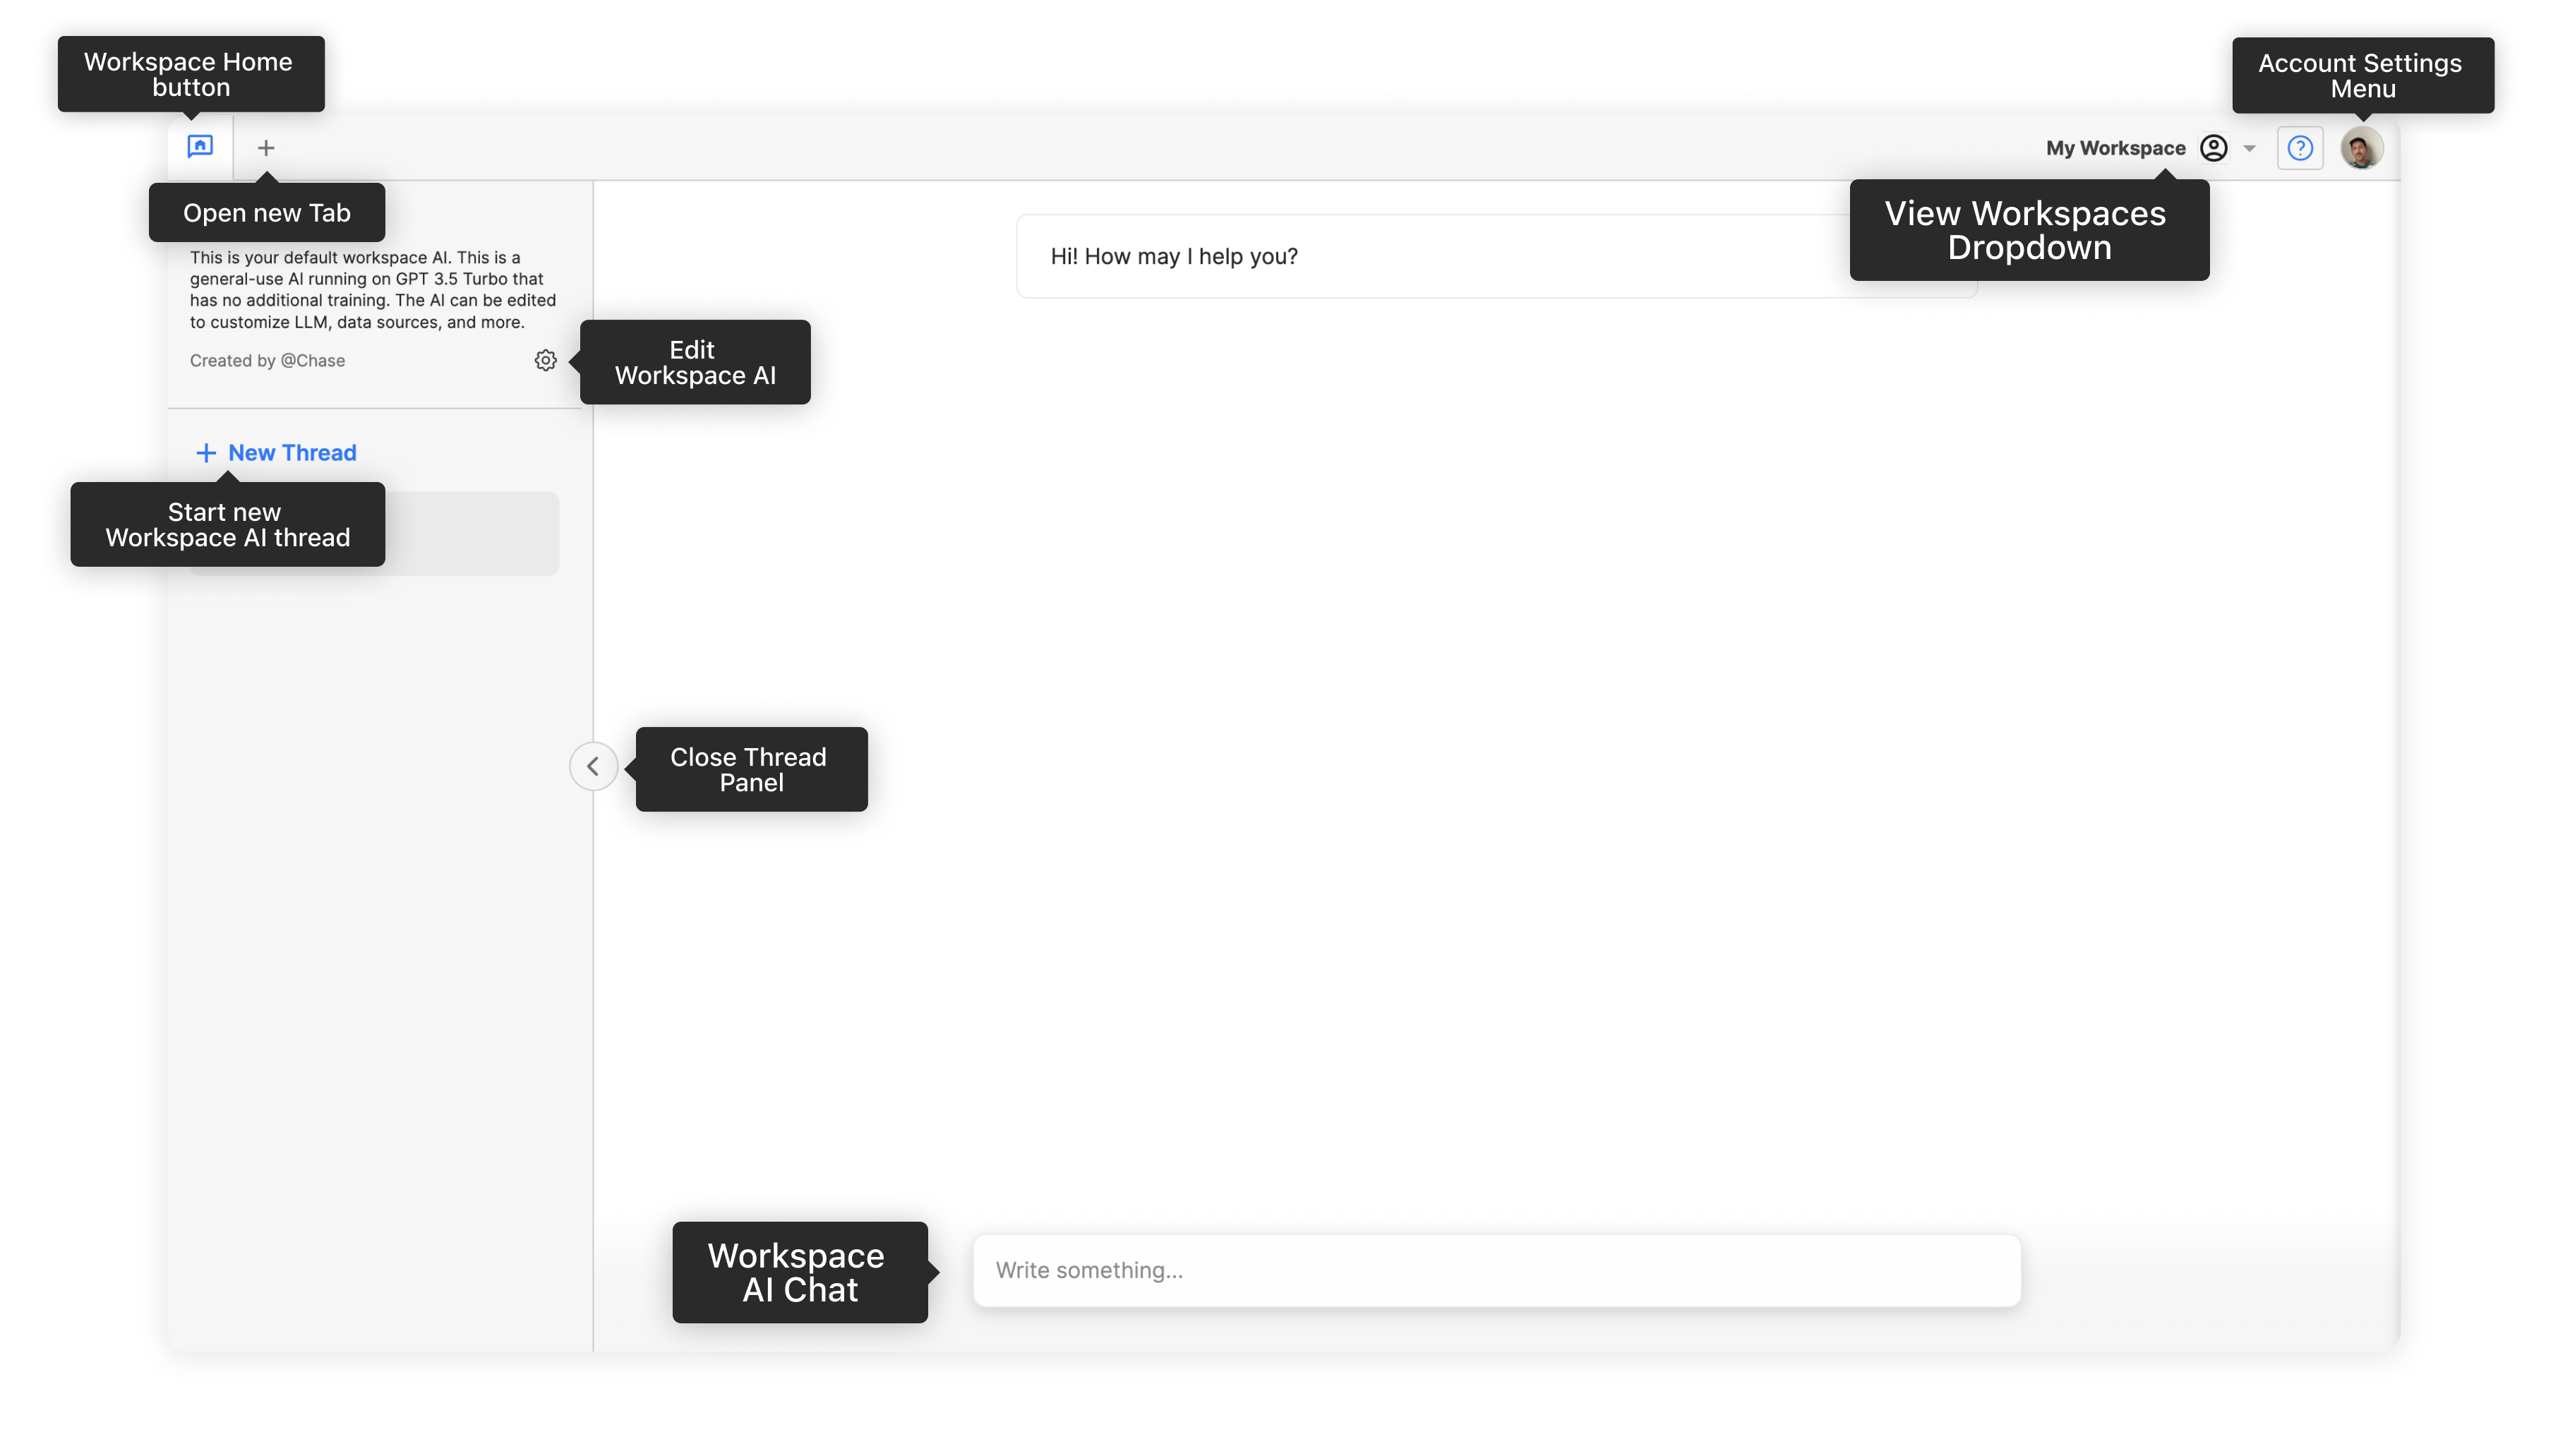 Workspace Home
button
Account Settings
Menu
My Workspace
Open new Tab
View Workspaces
Dropdown
This is your default workspace AI. This is a
general-use AI running on GPT 3.5 Turbo that
has no additional training. The AI can be edited
to customize LLM, data sources, and more.
Created by @Chase
Hi! How may I help you?
Edit
Workspace AI
New Thread
Start new
Workspace AI thread
Close Thread
Panel
Workspace
AI Chat
Write something...